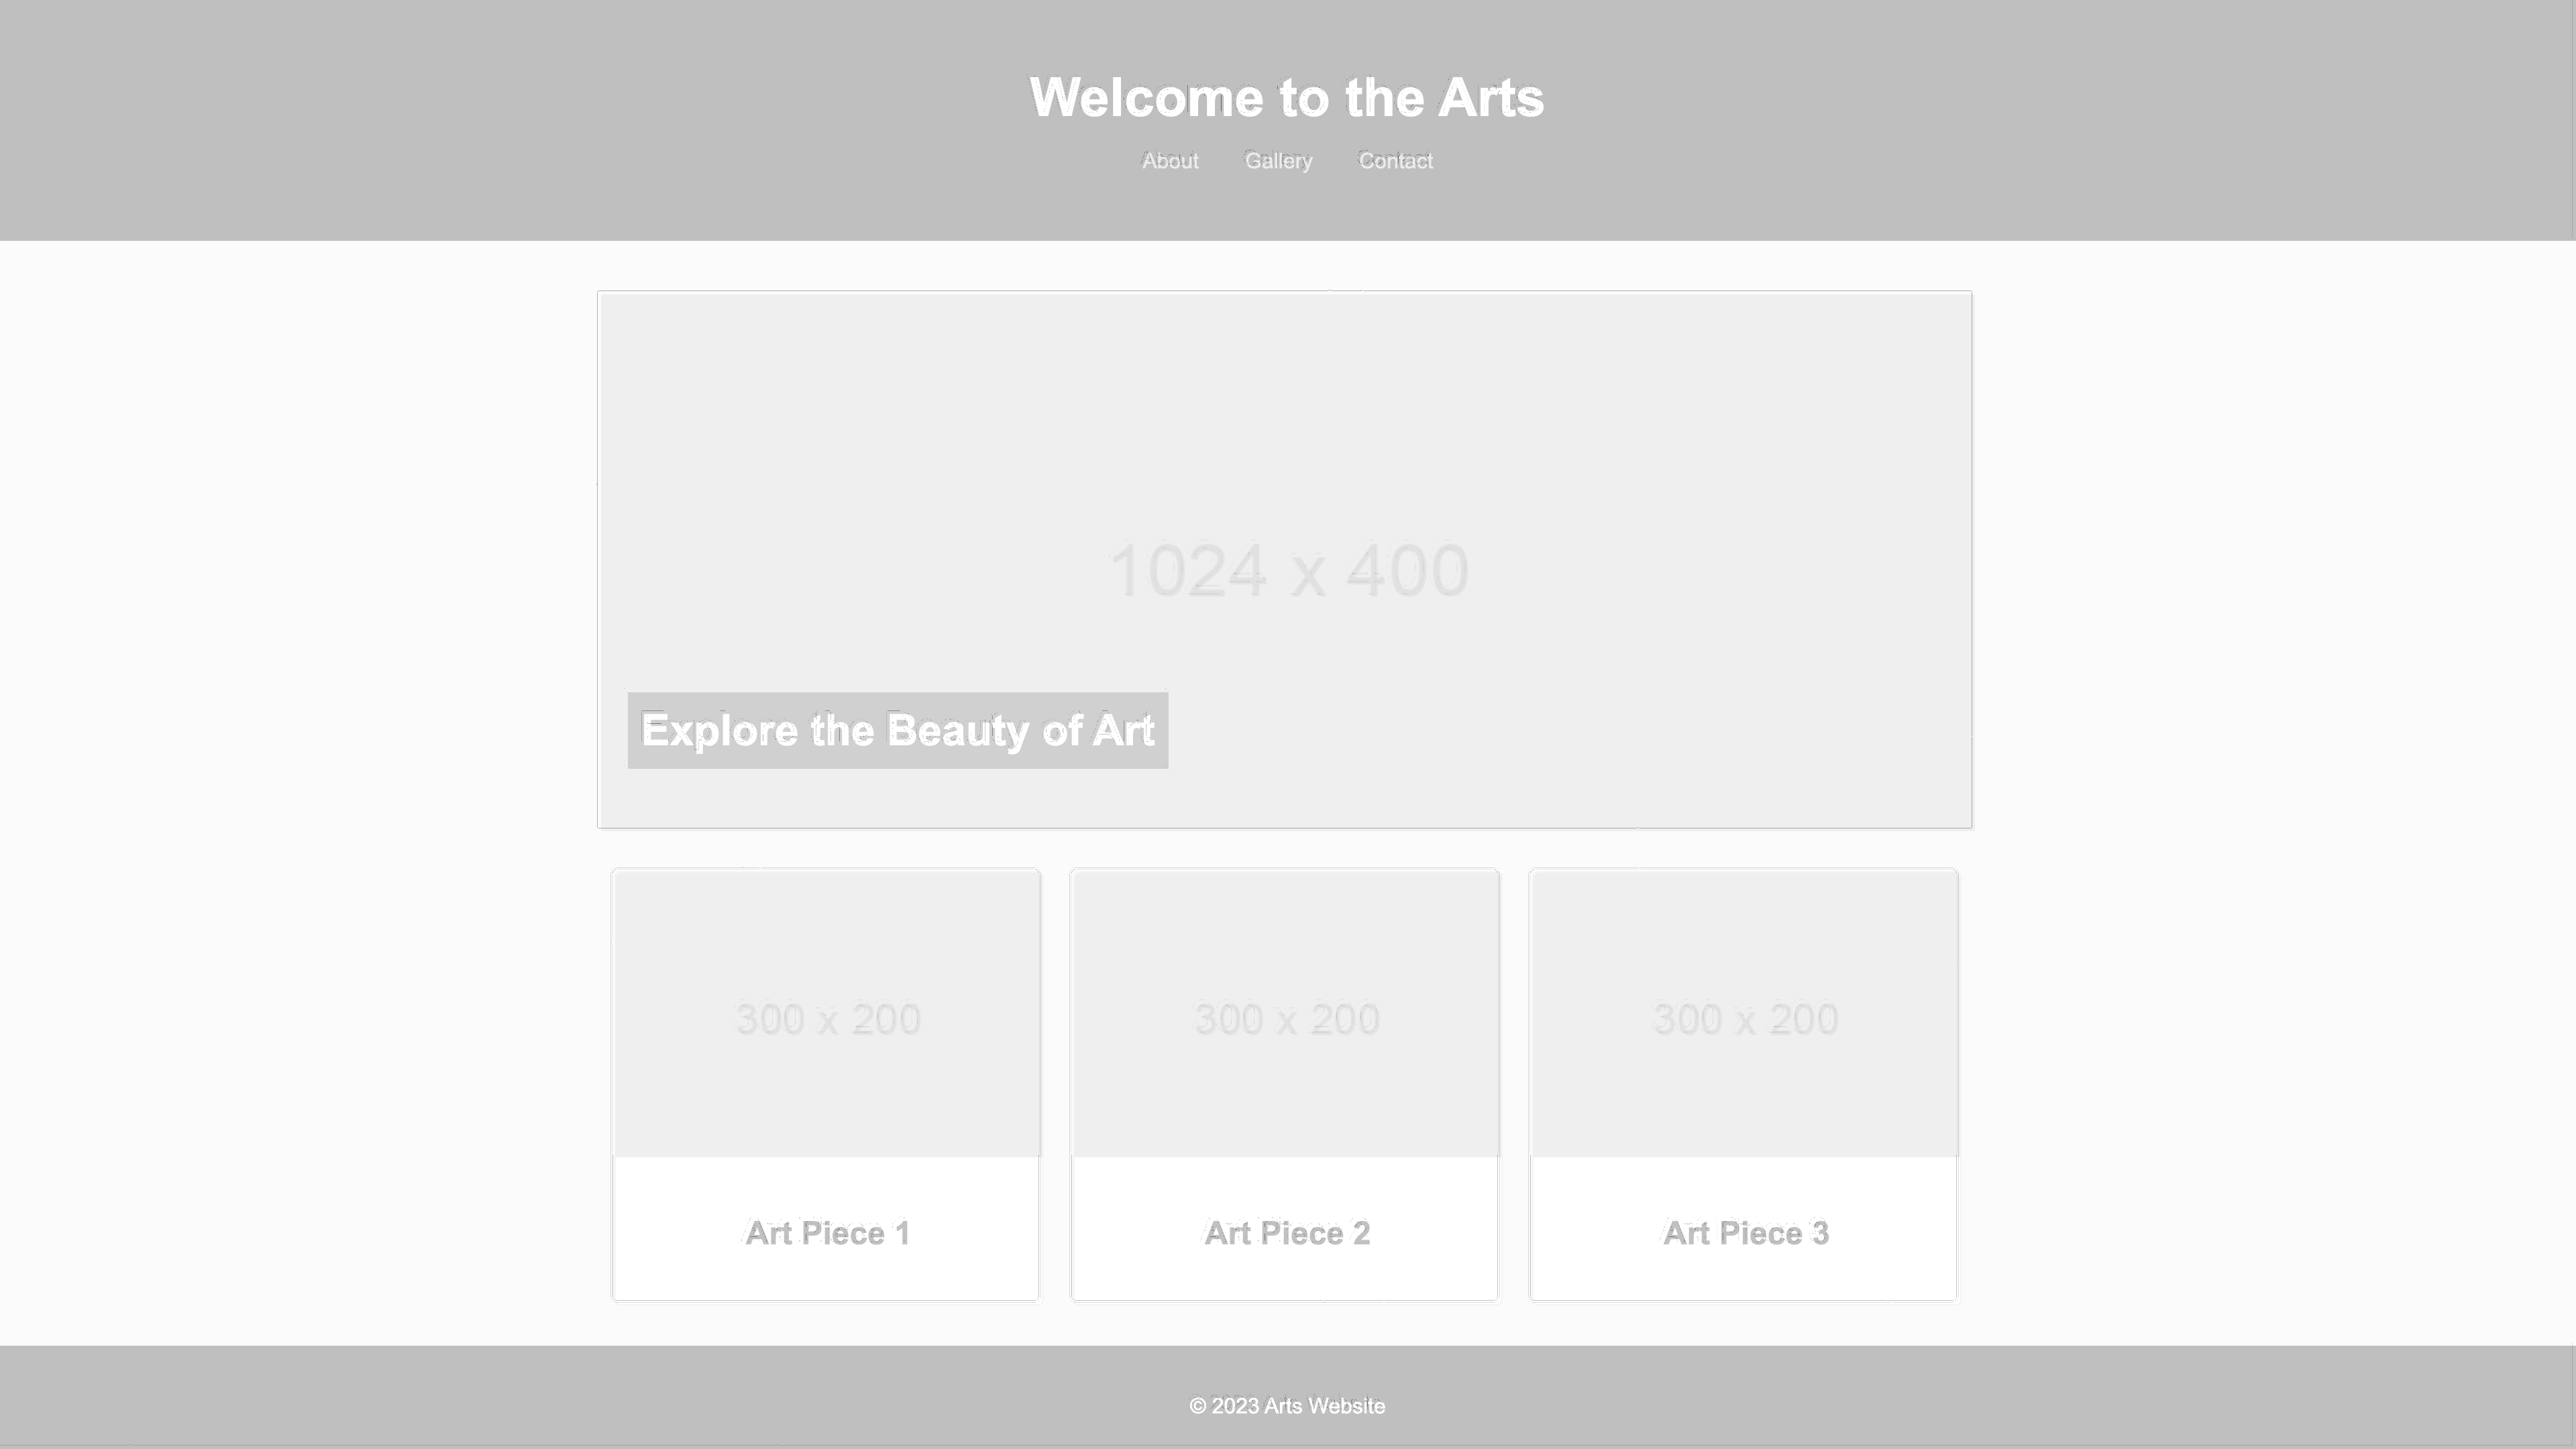 Welcome to the Arts
About Gallery Contact
1024 x 400
Explore the Beauty of Art
300 x 200 300 x 200 300 x 200
Art Piece 1 Art Piece 2 Art Piece 3
© 2023 Arts Website